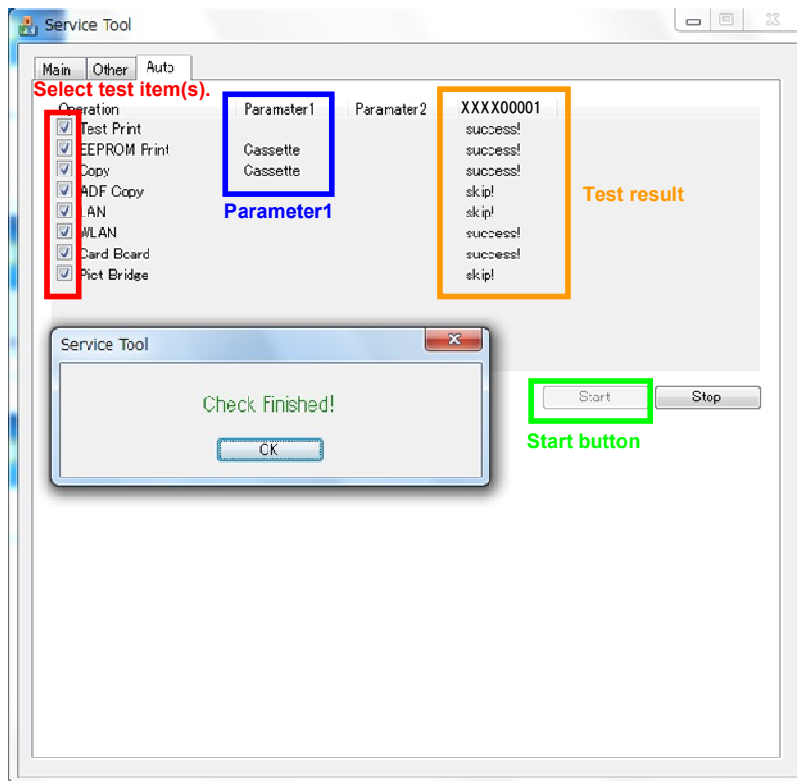 Service Tool
Main Other Auto
Select test item(s).
Operation Paramater1 Paramater2 XXXX00001
Test Print success!
EEPROM Print Cassette success!
Copy Cassette success!
ADF Copy skip!
LAN skip!
WLAN success!
Card Board success!
Pict Bridge skip!
Parameter1
Test result
Service Tool
Check Finished!
OK
Start Stop
Start button